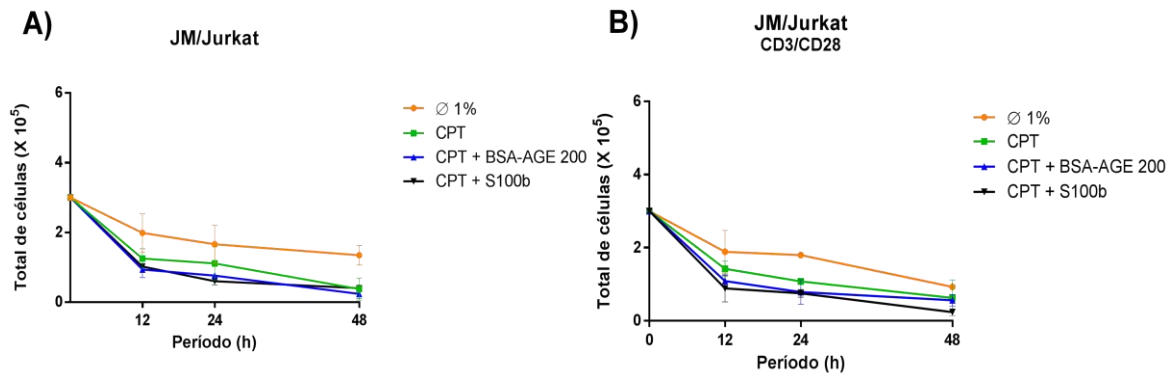 A)
JM/Jurkat
Total de células (X 10⁵)
6
4
2
0
12
24
48
Período (h)
∅ 1%
CPT
CPT + BSA-AGE 200
CPT + S100b
B)
JM/Jurkat
CD3/CD28
Total de células (X 10⁵)
6
4
2
0
0
12
24
48
Período (h)
∅ 1%
CPT
CPT + BSA-AGE 200
CPT + S100b